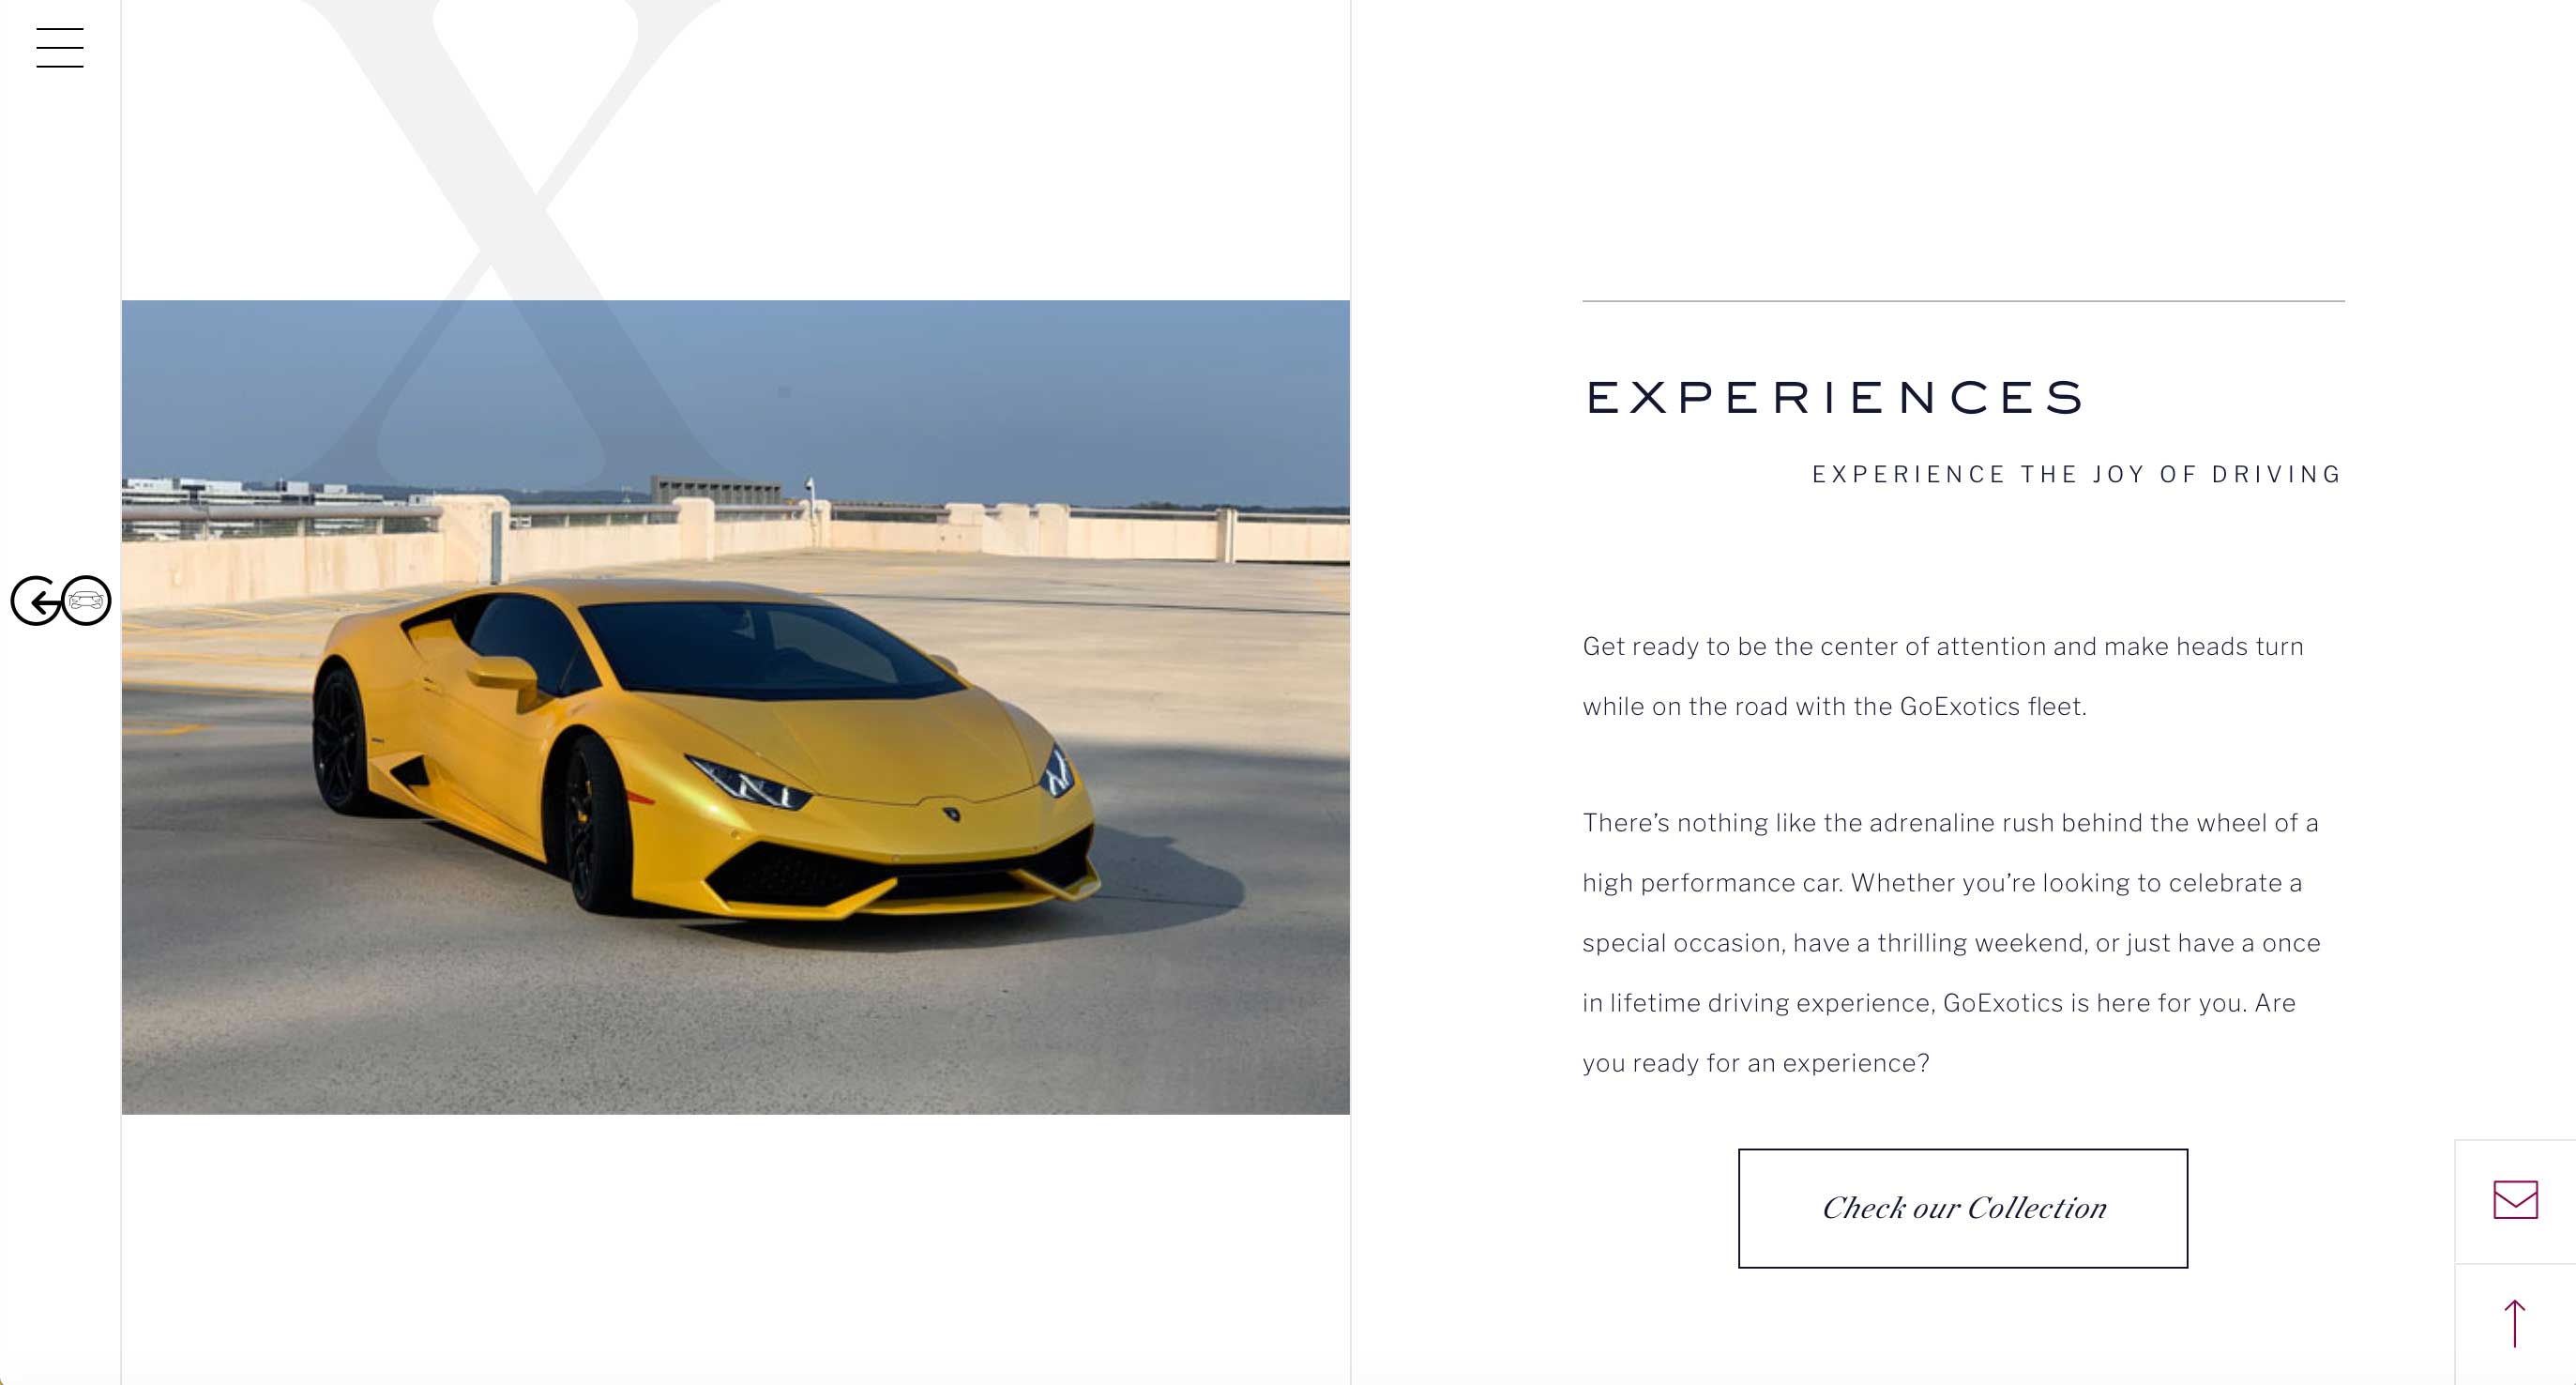 X
GO
EXPERIENCES
EXPERIENCE THE JOY OF DRIVING
Get ready to be the center of attention and make heads turn
while on the road with the GoExotics fleet.
There’s nothing like the adrenaline rush behind the wheel of a
high performance car. Whether you’re looking to celebrate a
special occasion, have a thrilling weekend, or just have a once
in lifetime driving experience, GoExotics is here for you. Are
you ready for an experience?
Check our Collection